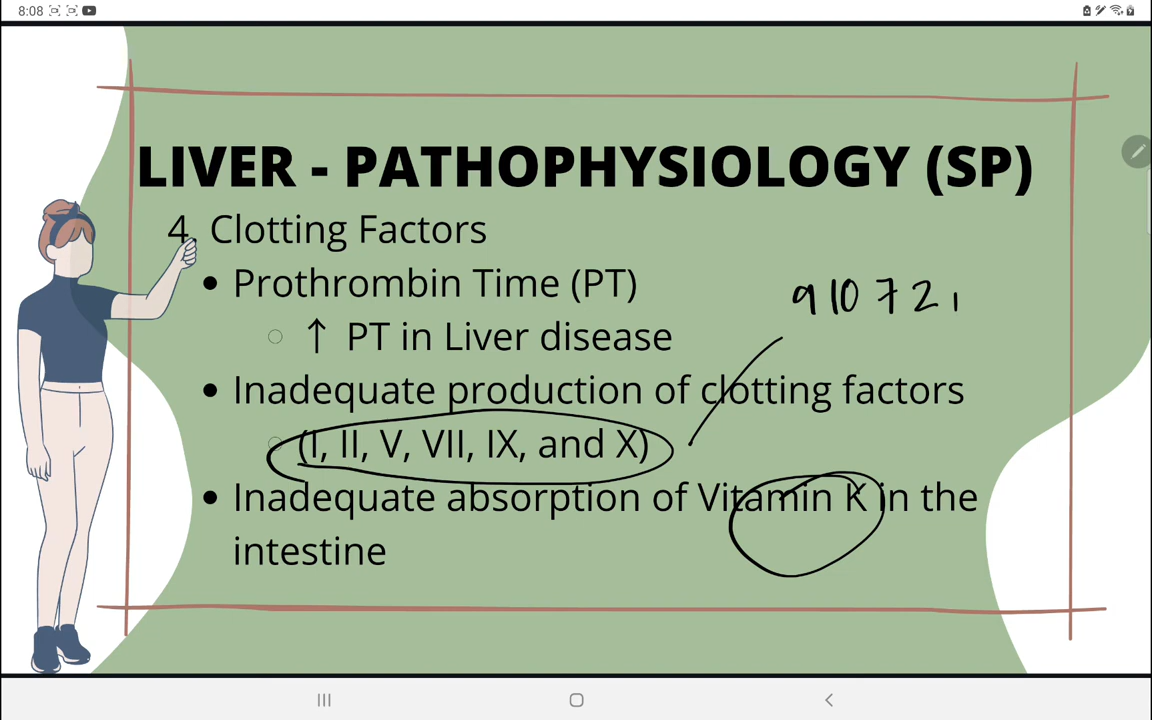 8:08
LIVER - PATHOPHYSIOLOGY (SP)
4. Clotting Factors
• Prothrombin Time (PT)
○ ↑ PT in Liver disease
9 10 7 2 1
• Inadequate production of clotting factors
○ (I, II, V, VII, IX, and X)
• Inadequate absorption of Vitamin K in the
intestine